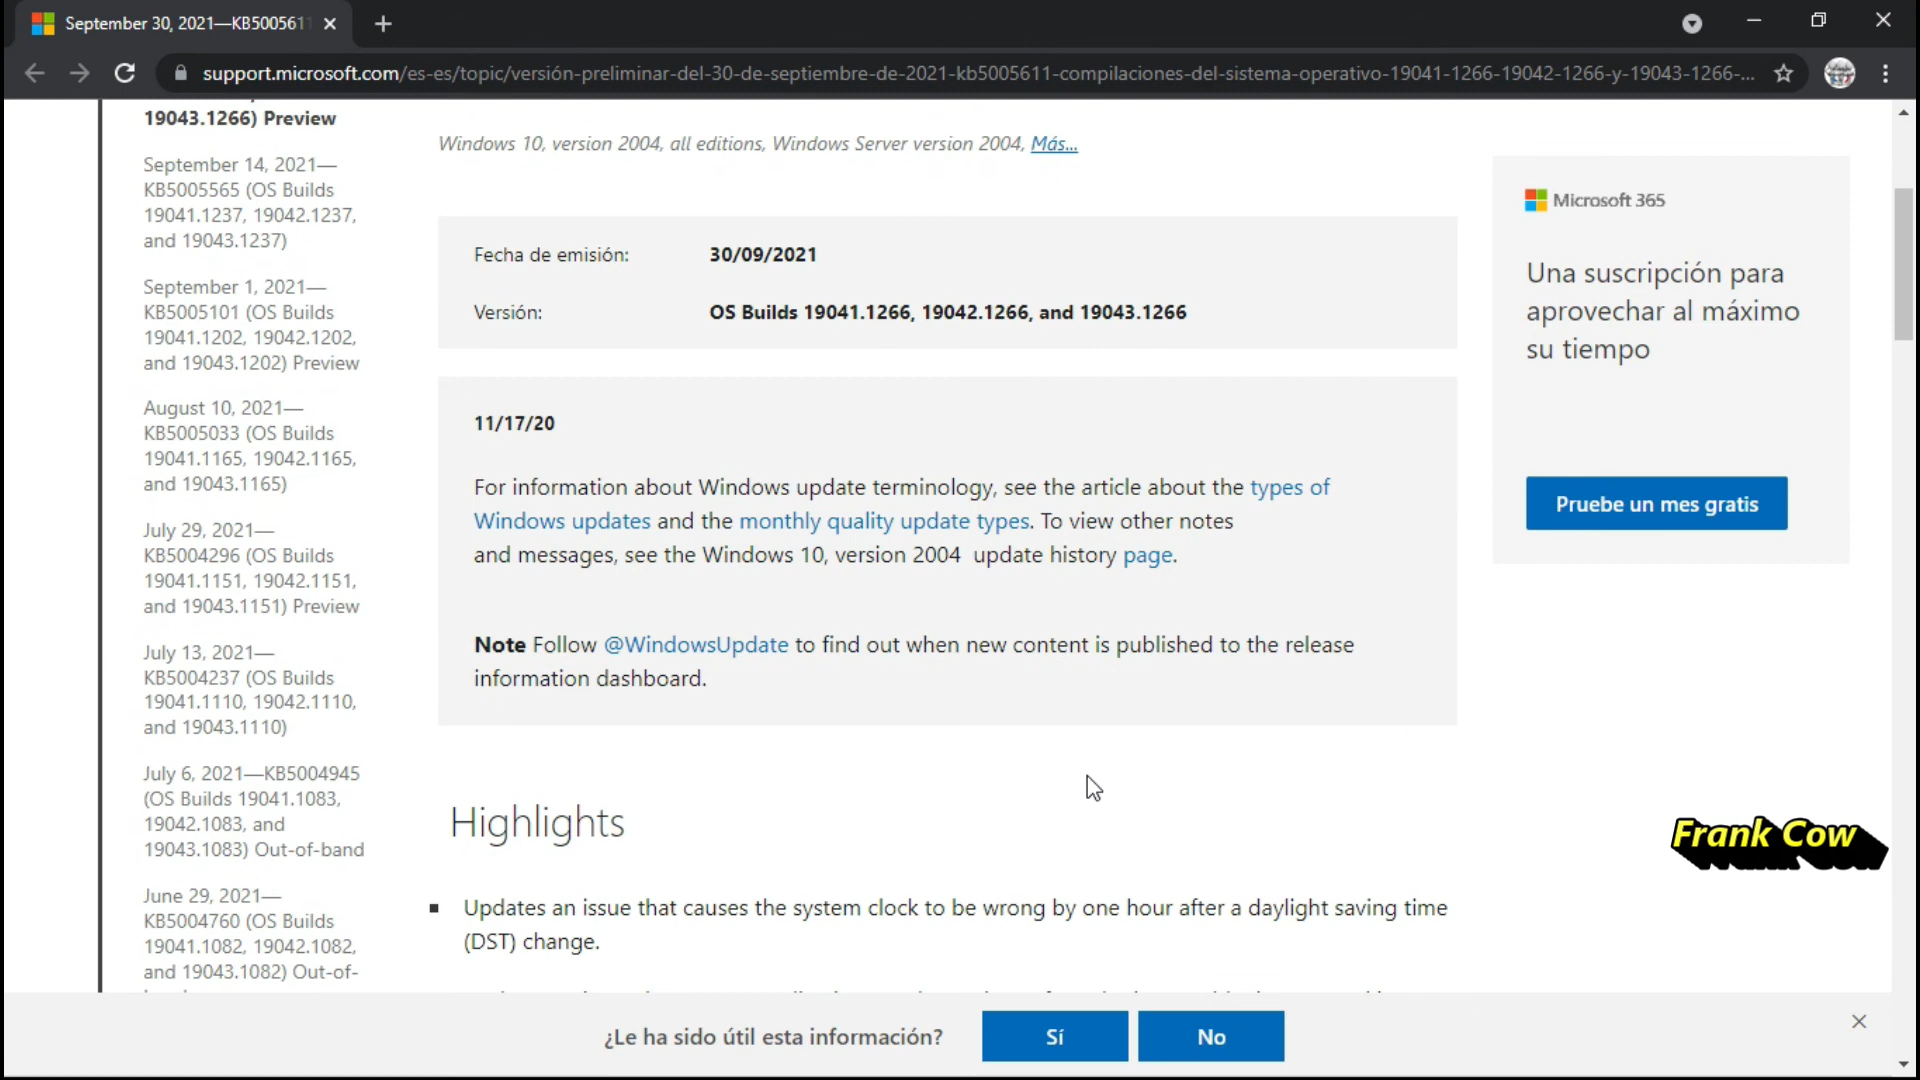 September 30, 2021—KB5005611
support.microsoft.com/es-es/topic/versión-preliminar-del-30-de-septiembre-de-2021-kb5005611-compilaciones-del-sistema-operativo-19041-1266-19042-1266-y-19043-1266-...
19043.1266) Preview
September 14, 2021—
KB5005565 (OS Builds
19041.1237, 19042.1237,
and 19043.1237)
September 1, 2021—
KB5005101 (OS Builds
19041.1202, 19042.1202,
and 19043.1202) Preview
August 10, 2021—
KB5005033 (OS Builds
19041.1165, 19042.1165,
and 19043.1165)
July 29, 2021—
KB5004296 (OS Builds
19041.1151, 19042.1151,
and 19043.1151) Preview
July 13, 2021—
KB5004237 (OS Builds
19041.1110, 19042.1110,
and 19043.1110)
July 6, 2021—KB5004945
(OS Builds 19041.1083,
19042.1083, and
19043.1083) Out-of-band
June 29, 2021—
KB5004760 (OS Builds
19041.1082, 19042.1082,
and 19043.1082) Out-of-
Windows 10, version 2004, all editions, Windows Server version 2004, Más...
Fecha de emisión: 30/09/2021
Versión: OS Builds 19041.1266, 19042.1266, and 19043.1266
11/17/20
For information about Windows update terminology, see the article about the types of
Windows updates and the monthly quality update types. To view other notes
and messages, see the Windows 10, version 2004 update history page.
Note Follow @WindowsUpdate to find out when new content is published to the release
information dashboard.
Highlights
Updates an issue that causes the system clock to be wrong by one hour after a daylight saving time
(DST) change.
Microsoft 365
Una suscripción para
aprovechar al máximo
su tiempo
Pruebe un mes gratis
Frank Cow
¿Le ha sido útil esta información? Sí No